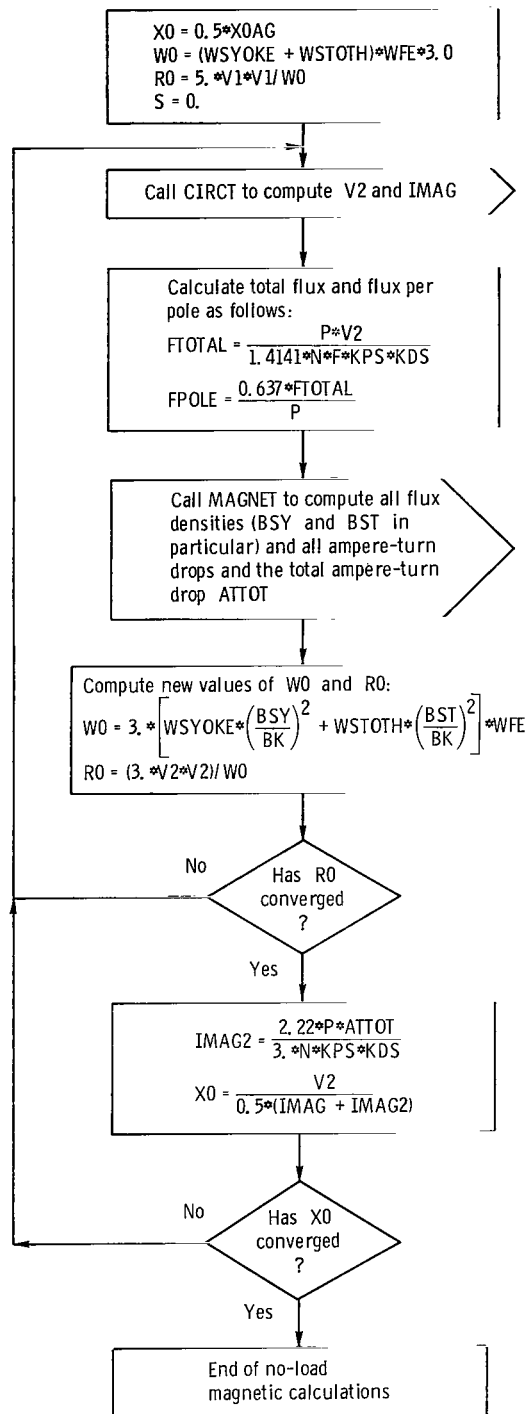 X0 = 0.5*X0AG
W0 = (WSYOKE + WSTOTH)*WFE*3.0
R0 = 5.*V1*V1/W0
S = 0.
Call CIRCT to compute V2 and IMAG
Calculate total flux and flux per
pole as follows:
FTOTAL = P*V2 / 1.4141*N*F*KPS*KDS
FPOLE = 0.637*FTOTAL / P
Call MAGNET to compute all flux
densities (BSY and BST in
particular) and all ampere-turn
drops and the total ampere-turn
drop ATTOT
Compute new values of W0 and R0:
W0 = 3.*[WSYOKE*(BSY/BK)^2 + WSTOTH*(BST/BK)^2]*WFE
R0 = (3.*V2*V2)/W0
No
Has R0
converged
?
Yes
IMAG2 = 2.22*P*ATTOT / 3.*N*KPS*KDS
X0 = V2 / 0.5*(IMAG + IMAG2)
No
Has X0
converged
?
Yes
End of no-load
magnetic calculations